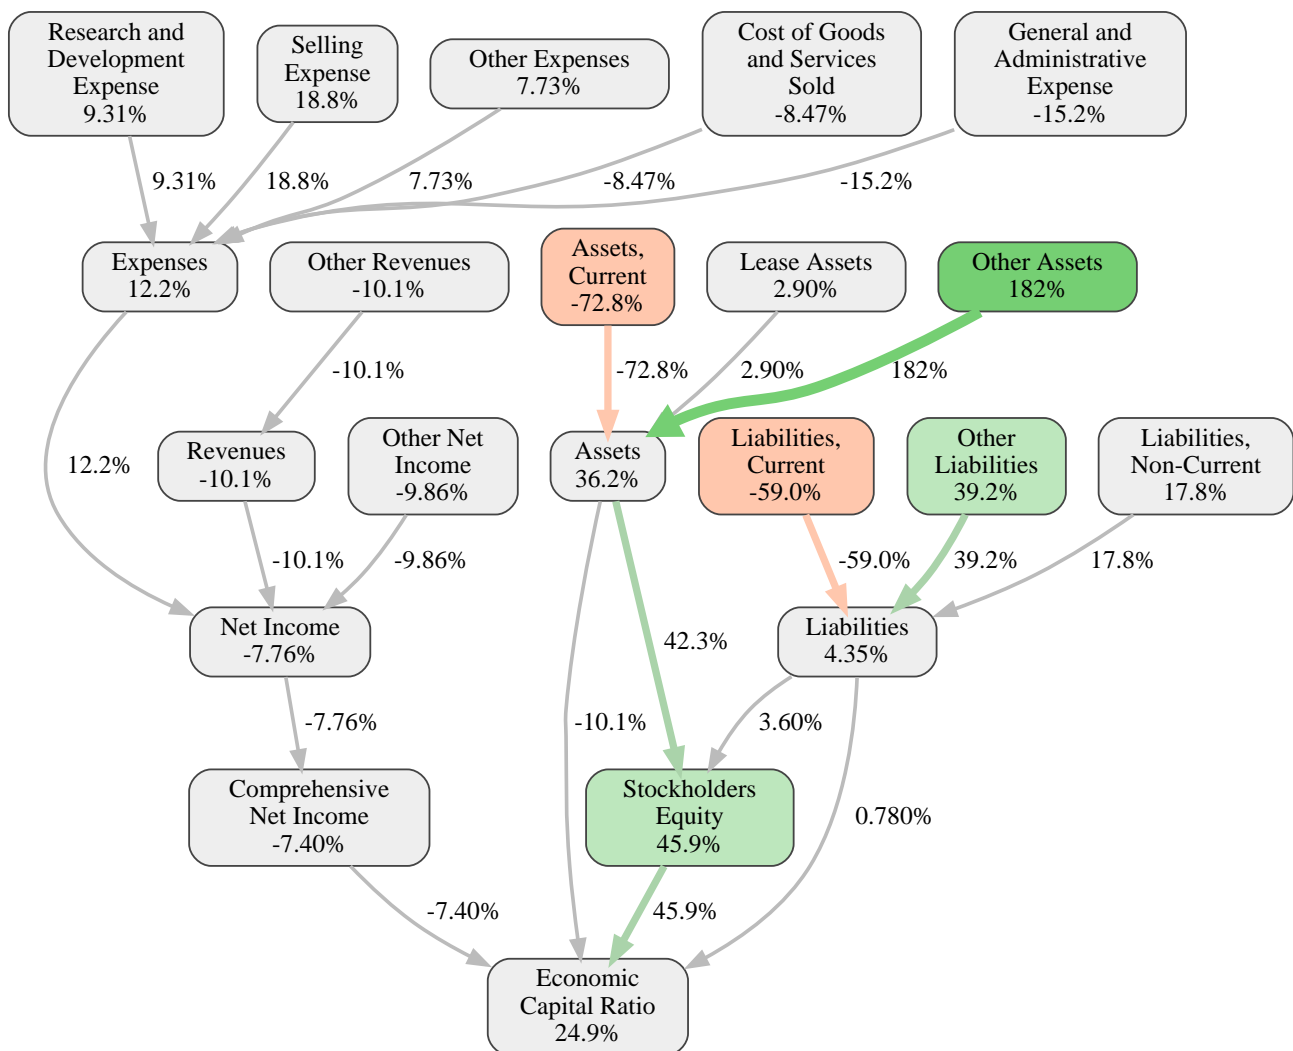 Research and
Development
Expense
9.31%
Selling
Expense
18.8%
Other Expenses
7.73%
Cost of Goods
and Services
Sold
-8.47%
General and
Administrative
Expense
-15.2%
9.31%
18.8%
7.73%
-8.47%
-15.2%
Expenses
12.2%
Other Revenues
-10.1%
Assets,
Current
-72.8%
Lease Assets
2.90%
Other Assets
182%
-10.1%
-72.8%
2.90%
182%
12.2%
Revenues
-10.1%
Other Net
Income
-9.86%
Assets
36.2%
Liabilities,
Current
-59.0%
Other
Liabilities
39.2%
Liabilities,
Non-Current
17.8%
-10.1%
-9.86%
-59.0%
39.2%
17.8%
Net Income
-7.76%
42.3%
Liabilities
4.35%
-7.76%
-10.1%
3.60%
Comprehensive
Net Income
-7.40%
Stockholders
Equity
45.9%
0.780%
-7.40%
45.9%
Economic
Capital Ratio
24.9%